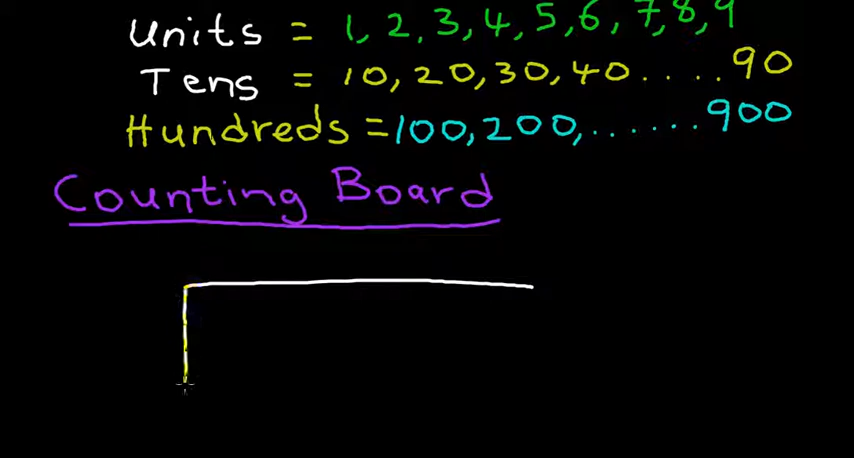 Units = 1, 2, 3, 4, 5, 6, 7, 8, 9
Tens = 10, 20, 30, 40 . . . . 90
Hundreds = 100, 200, . . . . . . 900
Counting Board